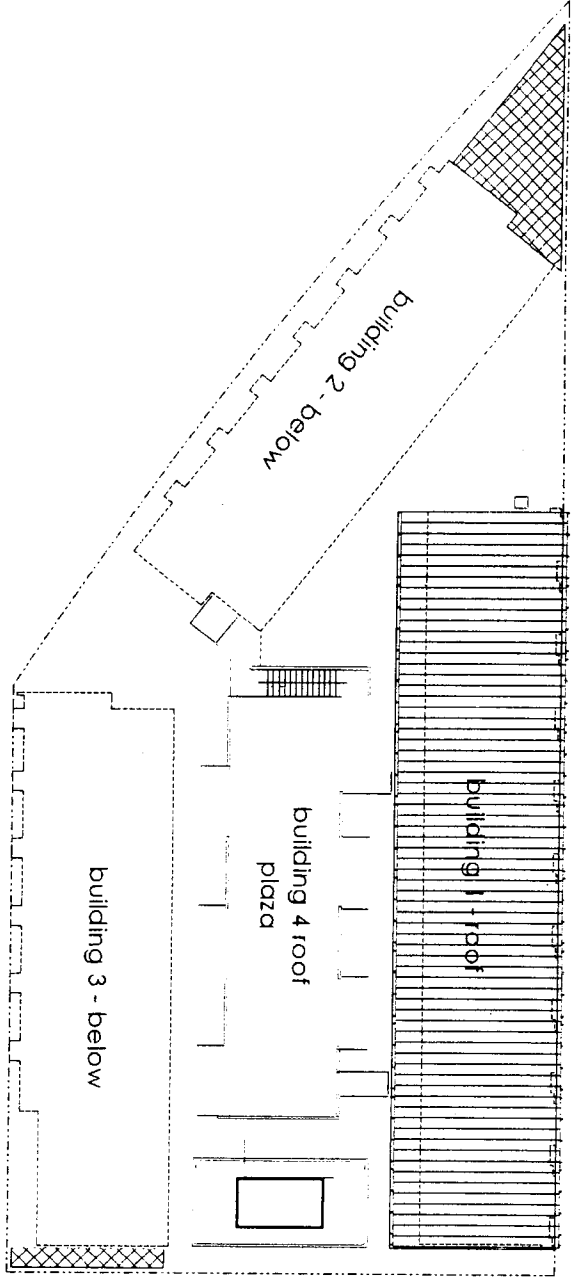 building 2 - below
building 1 - roof
building 4 roof
plaza
building 3 - below